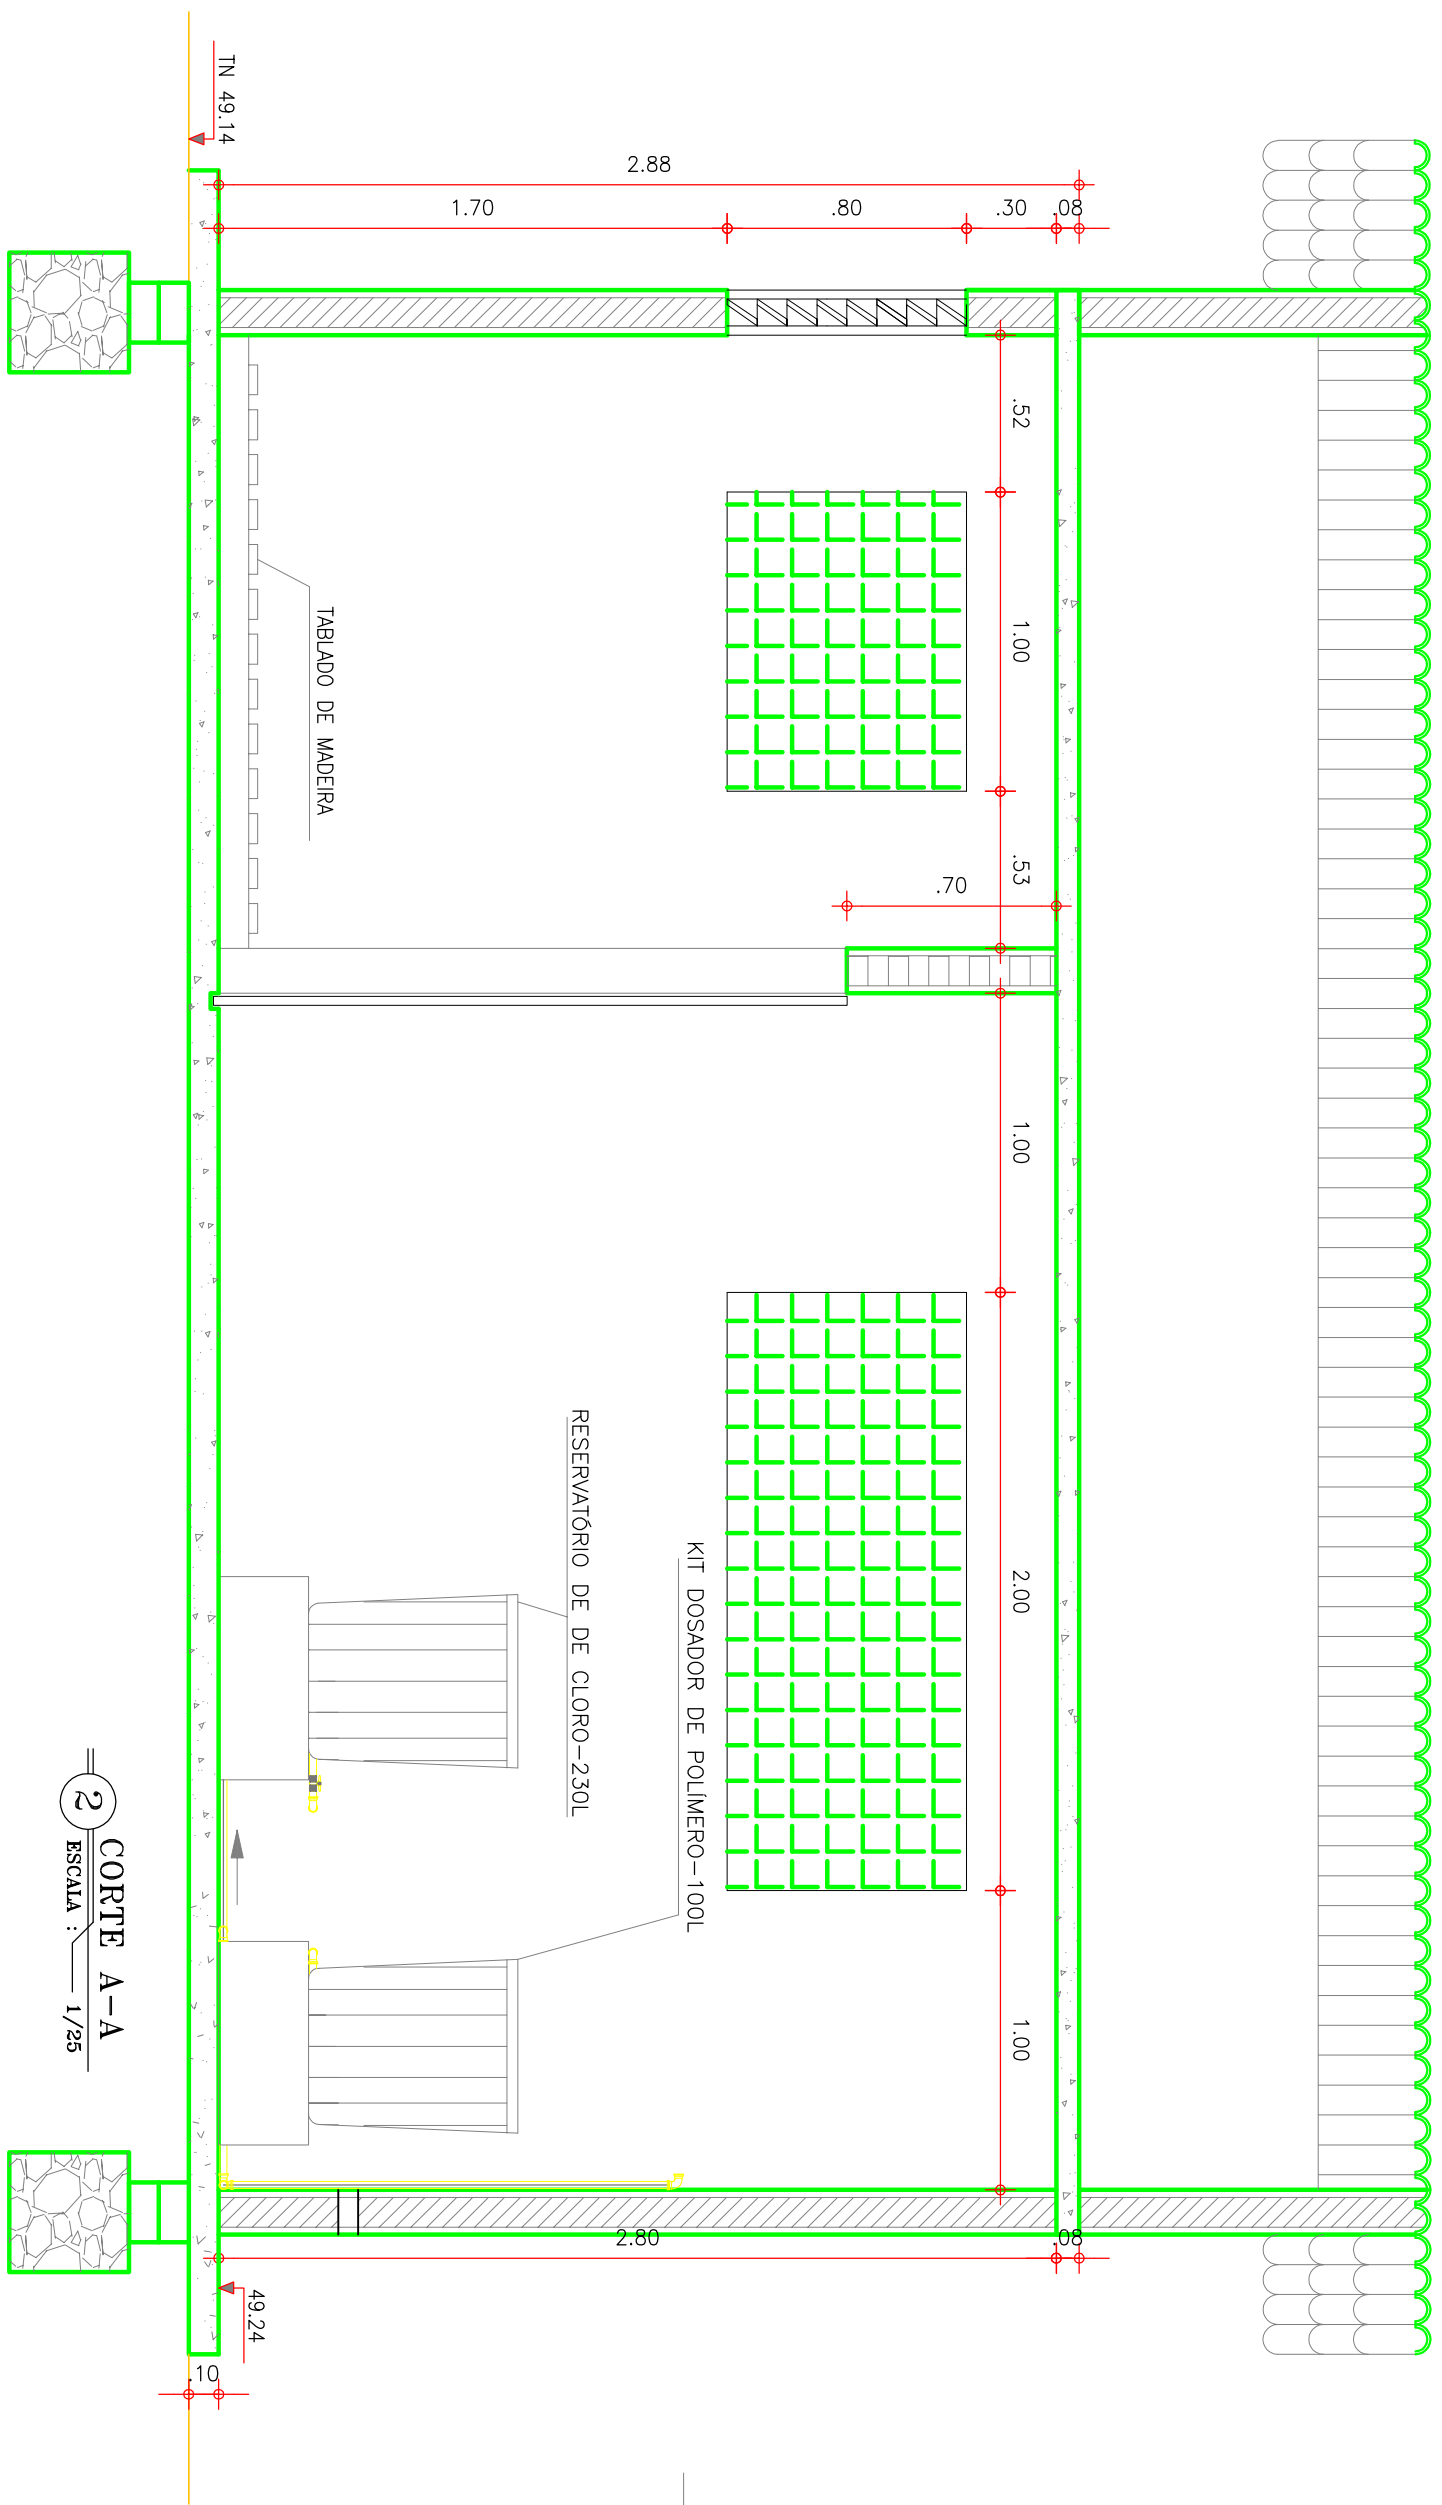 TN 49.14
2.88
1.70
.80
.30
.08
.52
1.00
.53
.70
1.00
2.00
1.00
TABLADO DE MADEIRA
RESERVATÓRIO DE DE CLORO-230L
KIT DOSADOR DE POLÍMERO-100L
2.80
.08
49.24
.10
2
CORTE A-A
ESCALA : 1/25